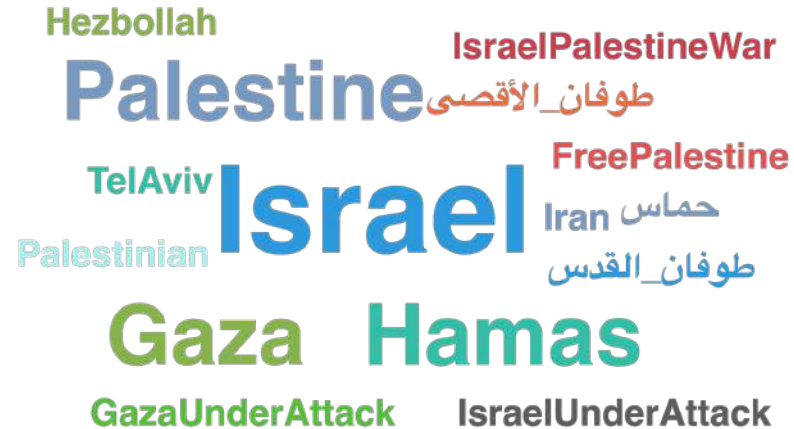 Hezbollah
IsraelPalestineWar
Palestine
طوفان_الأقصى
FreePalestine
TelAviv
Israel
Iran
حماس
Palestinian
طوفان_القدس
Gaza
Hamas
GazaUnderAttack
IsraelUnderAttack